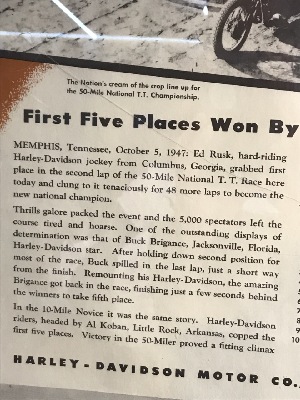 The Nation's cream of the crop line up for
the 50-Mile National T.T. Championship.
First Five Places Won By
MEMPHIS, Tennessee, October 5, 1947: Ed Rusk, hard-riding
Harley-Davidson jockey from Columbus, Georgia, grabbed first
place in the second lap of the 50-Mile National T. T. Race here
today and clung to it tenaciously for 48 more laps to become the
new national champion.
Thrills galore packed the event and the 5,000 spectators left the
course tired and hoarse. One of the outstanding displays of
determination was that of Buck Brigance, Jacksonville, Florida,
Harley-Davidson star. After holding down second position for
most of the race, Buck spilled in the last lap, just a short way
from the finish. Remounting his Harley-Davidson, the amazing
Brigance got back in the race, finishing just a few seconds behind
the winners to take fifth place.
In the 10-Mile Novice it was the same story. Harley-Davidson
riders, headed by Al Koban, Little Rock, Arkansas, copped the
first five places. Victory in the 50-Miler proved a fitting climax
HARLEY-DAVIDSON MOTOR CO.